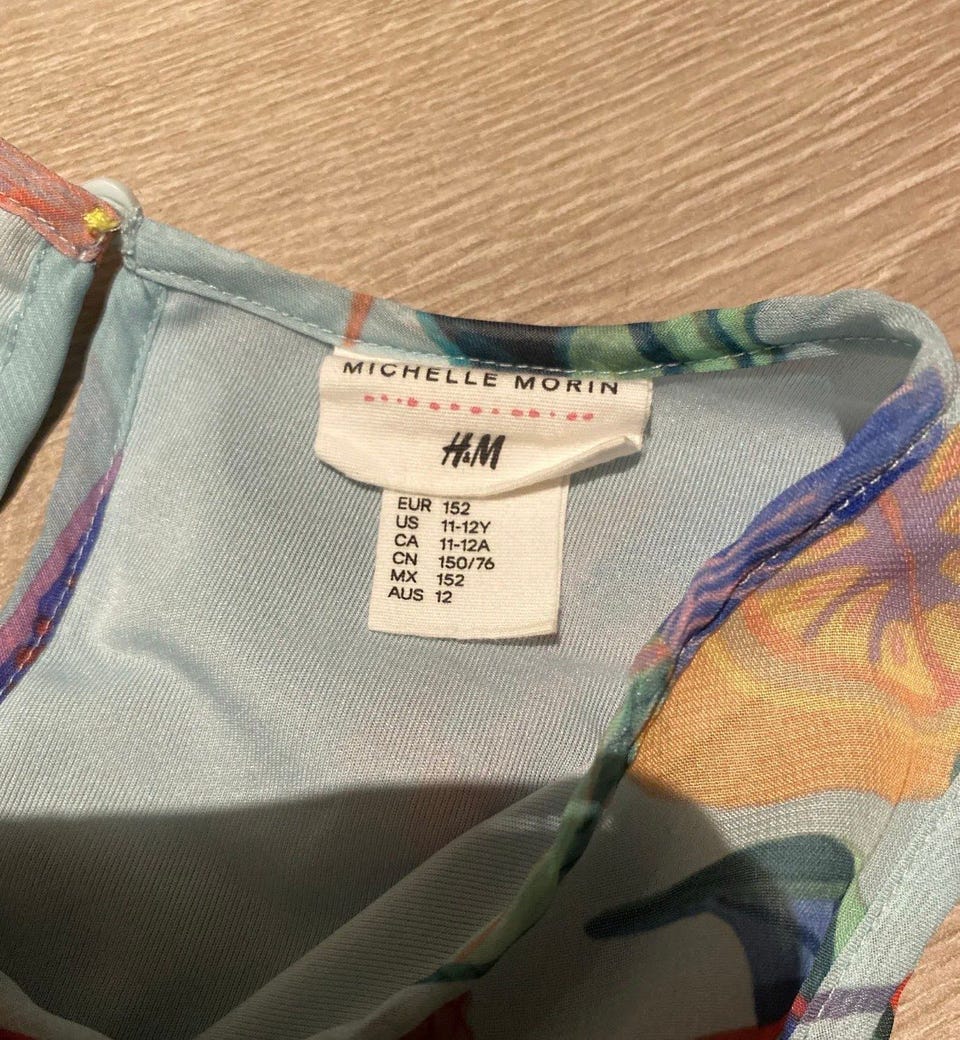 MICHELLE MORIN
H&M
EUR 152
US 11-12Y
CA 11-12A
CN 150/76
MX 152
AUS 12